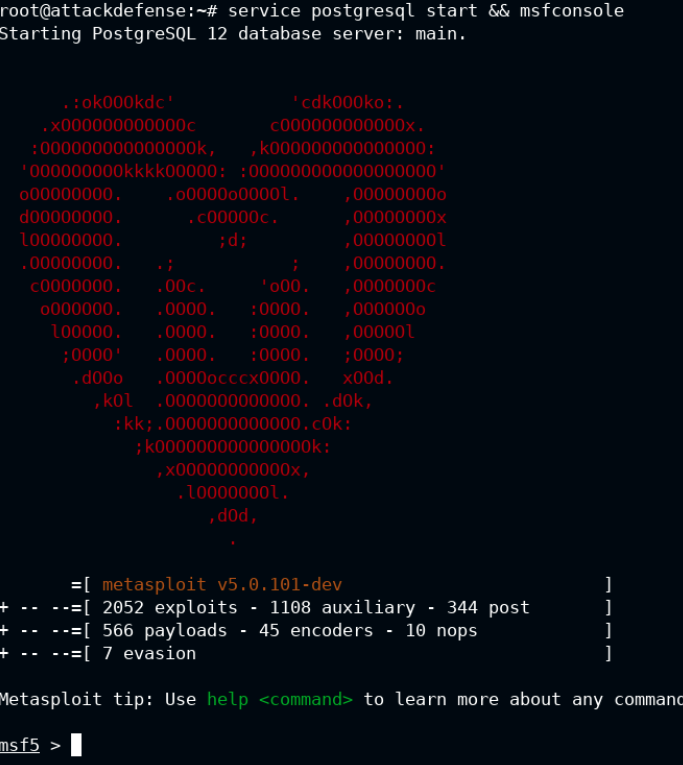 root@attackdefense:~# service postgresql start && msfconsole
Starting PostgreSQL 12 database server: main.
.:okOOOkdc'           'cdkOOOko:.
.xOOOOOOOOOOOOc       cOOOOOOOOOOOOx.
:OOOOOOOOOOOOOOOk,   ,kOOOOOOOOOOOOOOO:
'OOOOOOOOOkkkkOOOOO: :OOOOOOOOOOOOOOOOOO'
oOOOOOOOO.    .oOOOOoOOOOl.    ,OOOOOOOOo
dOOOOOOOO.      .cOOOOOc.      ,OOOOOOOOx
lOOOOOOOO.         ;d;         ,OOOOOOOOl
.OOOOOOOO.   .;           ;    ,OOOOOOOO.
cOOOOOOO.   .OOc.     'oOO.   ,OOOOOOOc
oOOOOOO.   .OOOO.   :OOOO.   ,OOOOOOo
lOOOOO.   .OOOO.   :OOOO.   ,OOOOOl
;OOOO'   .OOOO.   :OOOO.   ;OOOO;
.dOOo   .OOOOocccxOOOO.   xOOd.
,kOl  .OOOOOOOOOOOOO. .dOk,
:kk;.OOOOOOOOOOOOO.cOk:
;kOOOOOOOOOOOOOOOk:
,xOOOOOOOOOOOx,
.lOOOOOOOl.
,dOd,
.
=[ metasploit v5.0.101-dev                         ]
+ -- --=[ 2052 exploits - 1108 auxiliary - 344 post       ]
+ -- --=[ 566 payloads - 45 encoders - 10 nops            ]
+ -- --=[ 7 evasion                                       ]
Metasploit tip: Use help <command> to learn more about any command
msf5 >